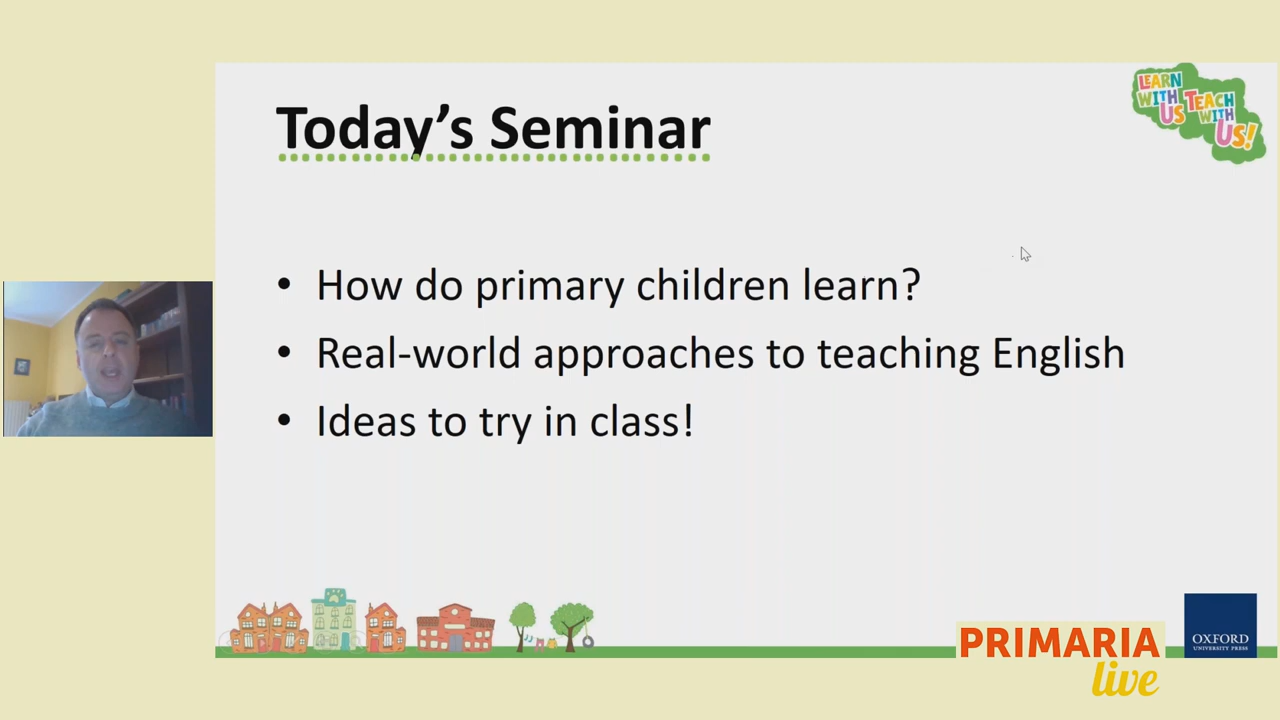 Today's Seminar
LEARN
WITH
US TEACH
WITH
US!
• How do primary children learn?
• Real-world approaches to teaching English
• Ideas to try in class!
PRIMARIA
live
OXFORD
UNIVERSITY PRESS